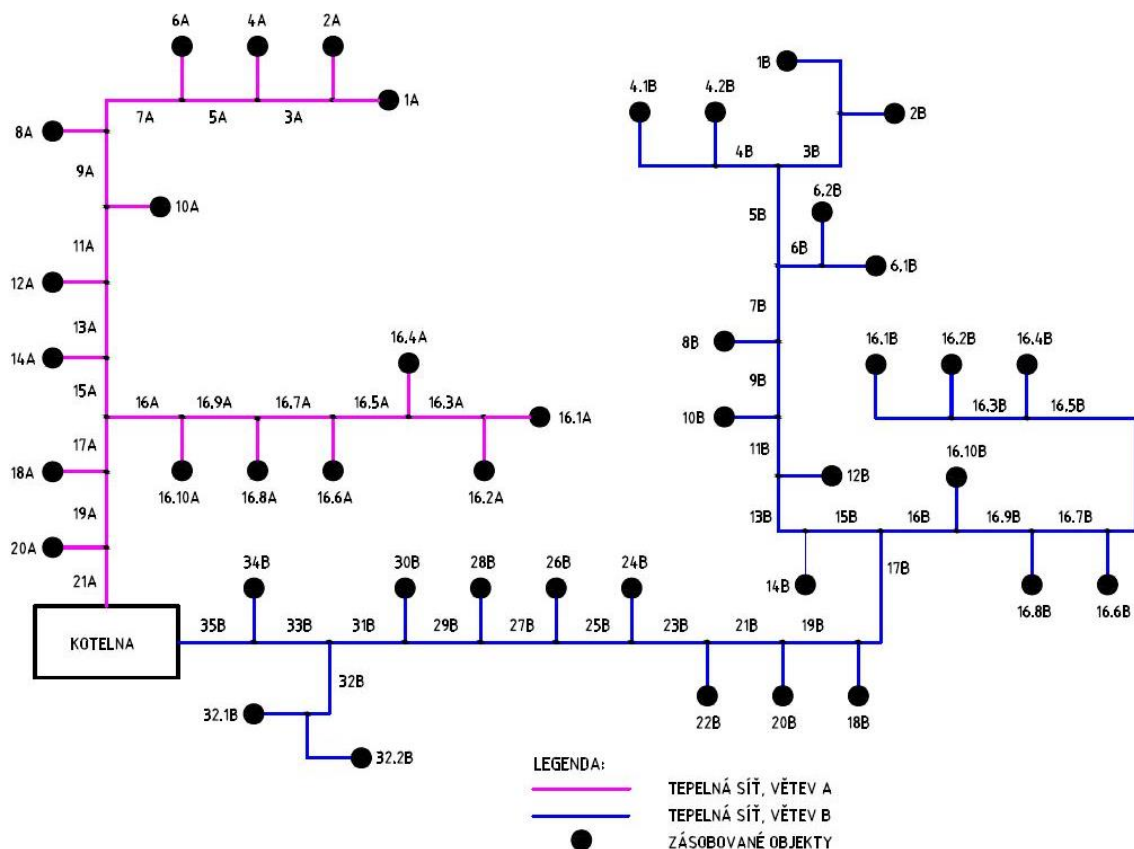 6A 4A 2A
1A
7A 5A 3A
8A
9A
10A
11A
12A
13A
14A
15A
16.4A
16A 16.9A 16.7A 16.5A 16.3A
16.1A
17A
18A
16.10A 16.8A 16.6A 16.2A
19A
20A
21A
KOTELNA
1B
4.1B 4.2B
2B
4B 3B
6.2B
5B
6B
6.1B
7B
8B
16.1B 16.2B 16.4B
9B
16.3B 16.5B
10B
11B
16.10B
12B
13B 15B 16B 16.9B 16.7B
17B
14B
16.8B 16.6B
34B 30B 28B 26B 24B
35B 33B 31B 29B 27B 25B 23B 21B 19B
32B
32.1B
22B 20B 18B
32.2B
LEGENDA:
TEPELNÁ SÍŤ, VĚTEV A
TEPELNÁ SÍŤ, VĚTEV B
ZÁSOBOVANÉ OBJEKTY